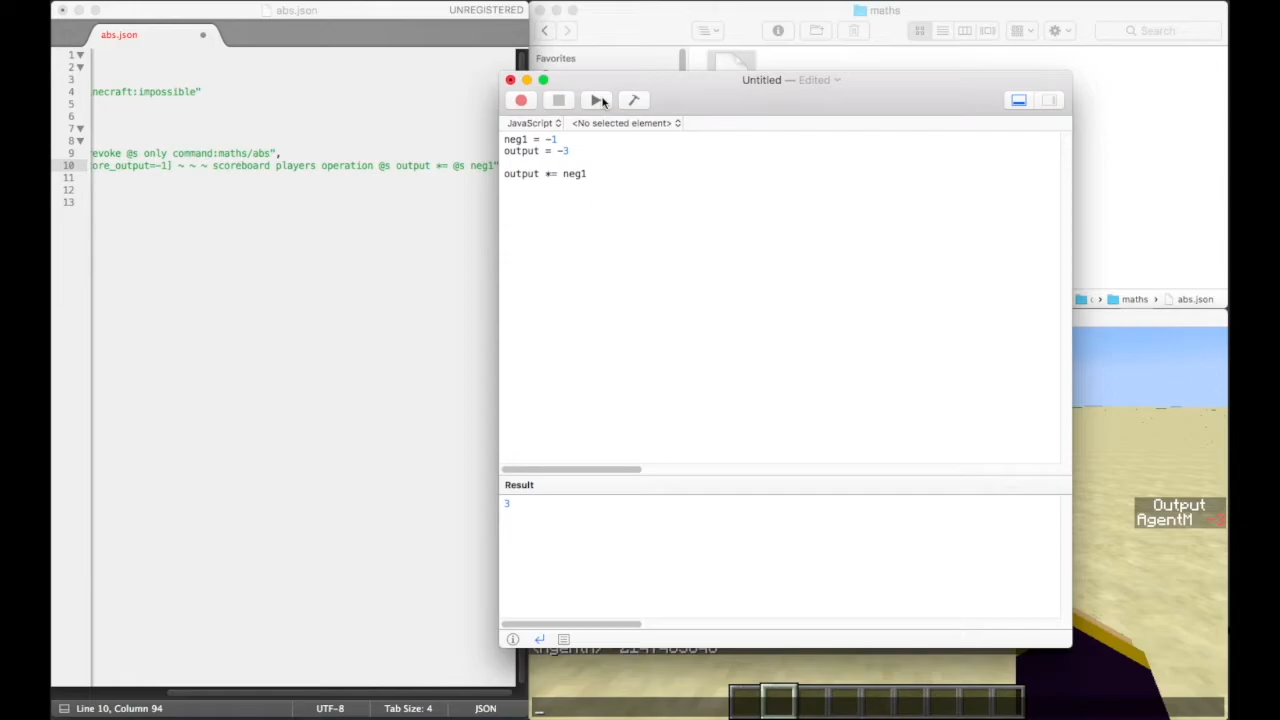 abs.json
UNREGISTERED
abs.json
1
2
3
4 necraft:impossible"
5
6
7
8
9 evoke @s only command:maths/abs",
10 ore_output=-1] ~ ~ ~ scoreboard players operation @s output *= @s neg1"
11
12
13
Line 10, Column 94
UTF-8
Tab Size: 4
JSON
maths
Search
Favorites
maths › abs.json
Untitled — Edited
JavaScript
<No selected element>
neg1 = -1
output = -3
output *= neg1
Result
3
Output
AgentM -3